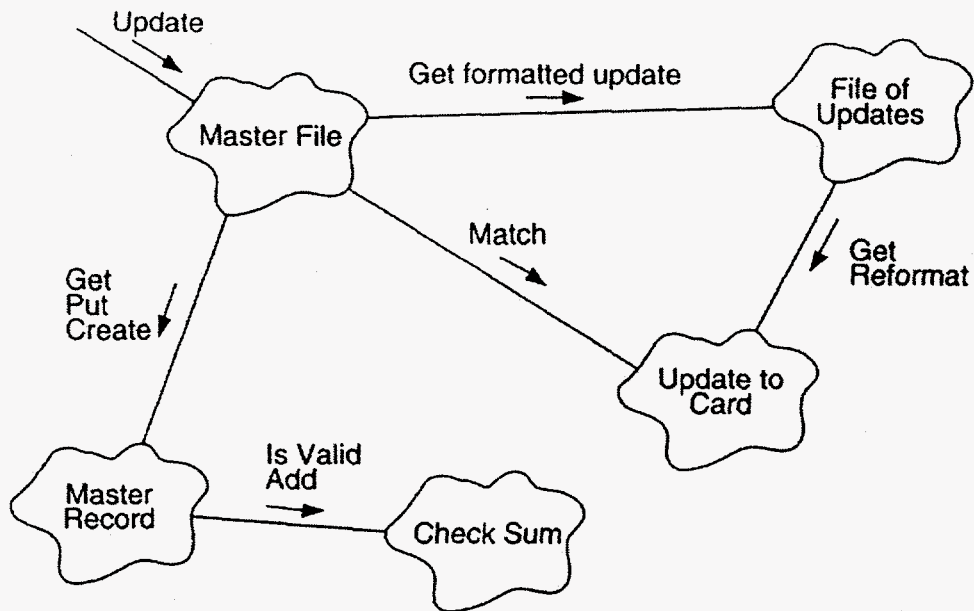 Update
Get formatted update
File of
Updates
Master File
Match
Get
Reformat
Get
Put
Create
Update to
Card
Is Valid
Add
Master
Record
Check Sum